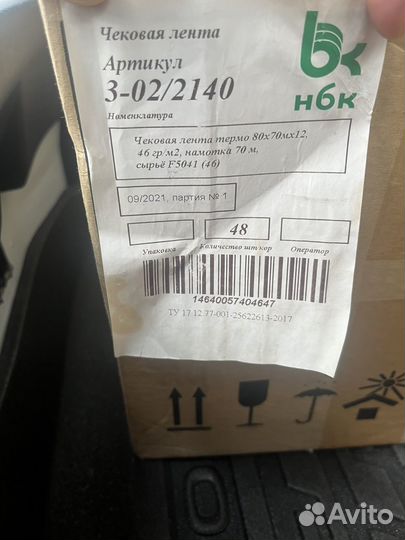 Чековая лента
Артикул
3-02/2140
нбк
Номенклатура
Чековая лента термо 80х70мх12,
46 гр/м2, намотка 70 м,
сырьё F5041 (46)
09/2021, партия № 1
48
Упаковка Количество шт кор Оператор
14640057404647
ТУ 17.12.77-001-25622613-2017
Avito